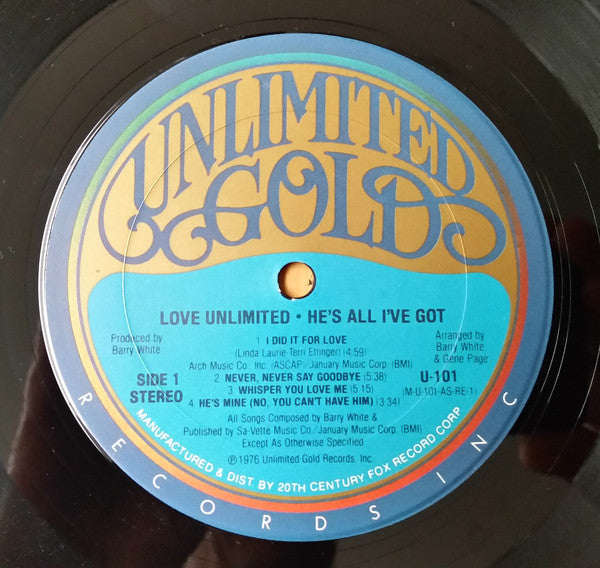 UNLIMITED
GOLD
LOVE UNLIMITED • HE'S ALL I'VE GOT
Produced by
Barry White
Arranged by
Barry White
& Gene Page
1. I DID IT FOR LOVE
(Linda Laurie-Terri Ettinger) (4:59)
Arch Music Co. Inc. (ASCAP)/January Music Corp. (BMI)
2. NEVER, NEVER SAY GOODBYE (5:38)
3. WHISPER YOU LOVE ME (5:15)
4. HE'S MINE (NO, YOU CAN'T HAVE HIM) (3:34)
SIDE 1
STEREO
U-101
(M-U-101-AS-RE-1)
All Songs Composed by Barry White &
Published by Sa-Vette Music Co./January Music Corp. (BMI)
Except As Otherwise Specified
℗1976 Unlimited Gold Records, Inc.
MANUFACTURED & DIST. BY 20TH CENTURY FOX RECORD CORP
RECORDS INC